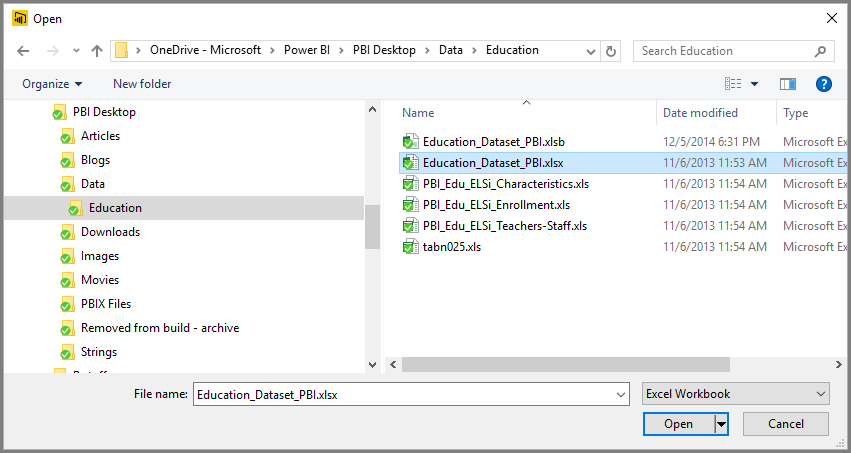 Open
OneDrive - Microsoft > Power BI > PBI Desktop > Data > Education
Search Education
Organize
New folder
PBI Desktop
Articles
Blogs
Data
Education
Downloads
Images
Movies
PBIX Files
Removed from build - archive
Strings
Name Date modified Type
Education_Dataset_PBI.xlsb 12/5/2014 6:31 PM Microsoft Ex
Education_Dataset_PBI.xlsx 11/6/2013 11:53 AM Microsoft Ex
PBI_Edu_ELSi_Characteristics.xls 11/6/2013 11:54 AM Microsoft Ex
PBI_Edu_ELSi_Enrollment.xls 11/6/2013 11:54 AM Microsoft Ex
PBI_Edu_ELSi_Teachers-Staff.xls 11/6/2013 11:54 AM Microsoft Ex
tabn025.xls 11/6/2013 11:54 AM Microsoft Ex
File name: Education_Dataset_PBI.xlsx Excel Workbook
Open Cancel